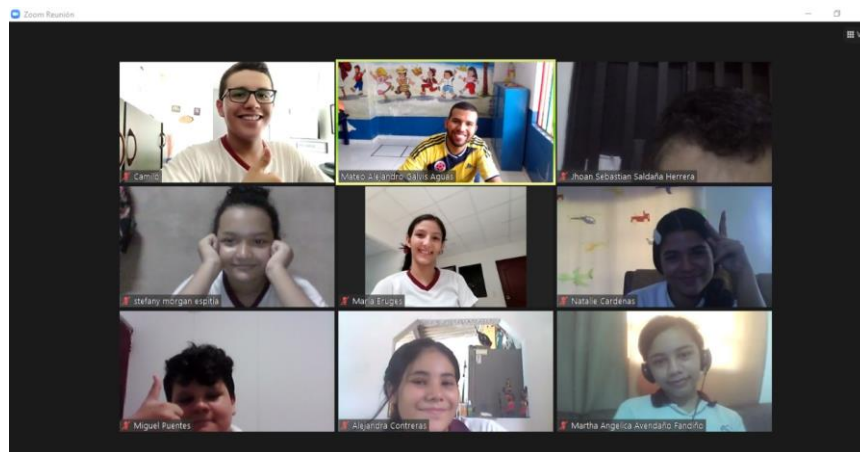 Zoom Reunión
Camilo
Mateo Alejandro Galvis Aguas
Jhoan Sebastian Saldaña Herrera
stefany morgan espitia
Maria Eruges
Natalie Cardenas
Miguel Puentes
Alejandra Contreras
Martha Angelica Avendaño Fandiño